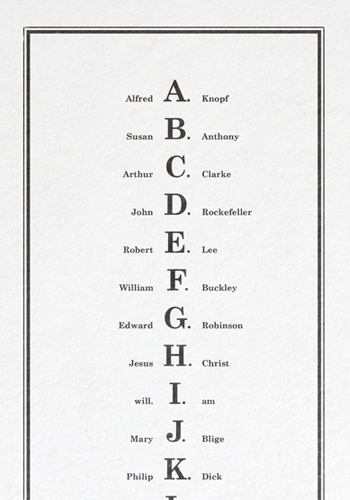 Alfred A. Knopf
Susan B. Anthony
Arthur C. Clarke
John D. Rockefeller
Robert E. Lee
William F. Buckley
Edward G. Robinson
Jesus H. Christ
will. I. am
Mary J. Blige
Philip K. Dick